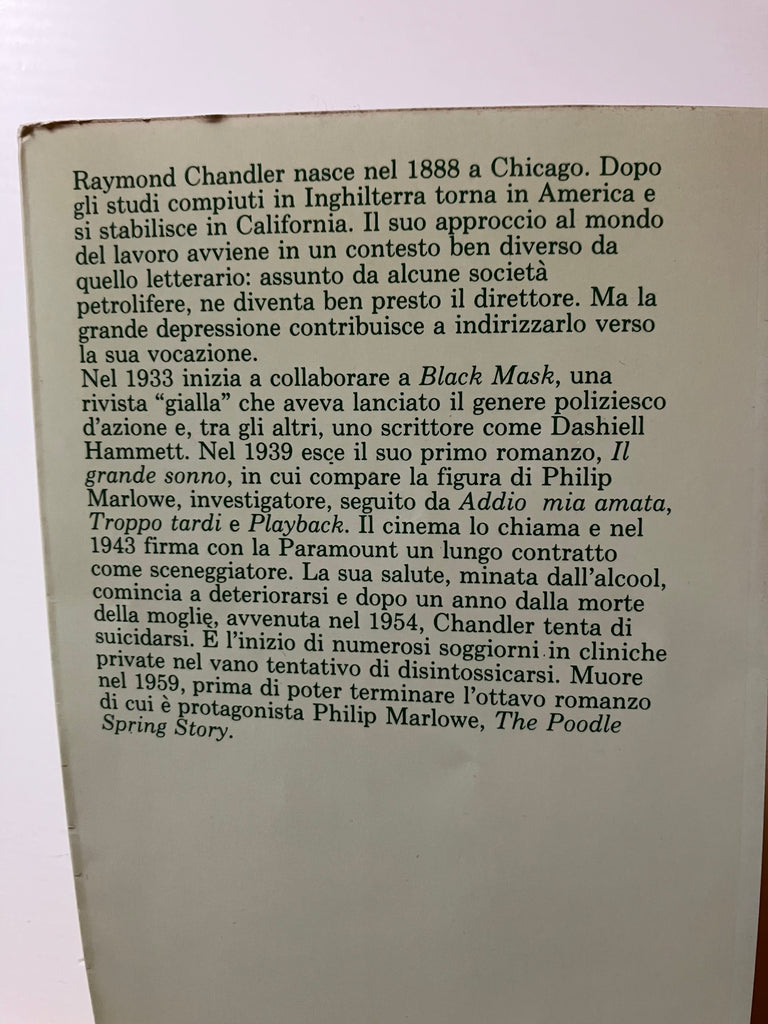 Raymond Chandler nasce nel 1888 a Chicago. Dopo
gli studi compiuti in Inghilterra torna in America e
si stabilisce in California. Il suo approccio al mondo
del lavoro avviene in un contesto ben diverso da
quello letterario: assunto da alcune società
petrolifere, ne diventa ben presto il direttore. Ma la
grande depressione contribuisce a indirizzarlo verso
la sua vocazione.
Nel 1933 inizia a collaborare a Black Mask, una
rivista “gialla” che aveva lanciato il genere poliziesco
d'azione e, tra gli altri, uno scrittore come Dashiell
Hammett. Nel 1939 esce il suo primo romanzo, Il
grande sonno, in cui compare la figura di Philip
Marlowe, investigatore, seguito da Addio mia amata,
Troppo tardi e Playback. Il cinema lo chiama e nel
1943 firma con la Paramount un lungo contratto
come sceneggiatore. La sua salute, minata dall'alcool,
comincia a deteriorarsi e dopo un anno dalla morte
della moglie, avvenuta nel 1954, Chandler tenta di
suicidarsi. È l'inizio di numerosi soggiorni in cliniche
private nel vano tentativo di disintossicarsi. Muore
nel 1959, prima di poter terminare l'ottavo romanzo
di cui è protagonista Philip Marlowe, The Poodle
Spring Story.